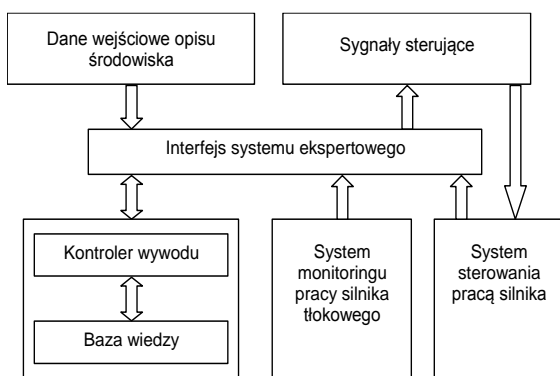 Dane wejściowe opisu
środowiska
Sygnały sterujące
Interfejs systemu ekspertowego
Kontroler wywodu
Baza wiedzy
System
monitoringu
pracy silnika
tłokowego
System
sterowania
pracą silnika